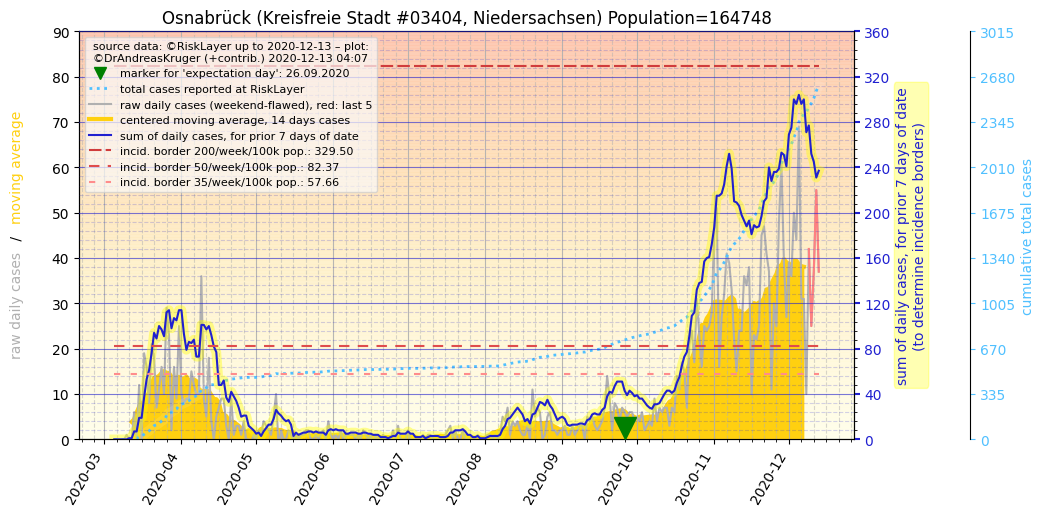 Osnabrück (Kreisfreie Stadt #03404, Niedersachsen) Population=164748
source data: ©RiskLayer up to 2020-12-13 – plot:
©DrAndreasKruger (+contrib.) 2020-12-13 04:07
marker for 'expectation day': 26.09.2020
total cases reported at RiskLayer
raw daily cases (weekend-flawed), red: last 5
centered moving average, 14 days cases
sum of daily cases, for prior 7 days of date
incid. border 200/week/100k pop.: 329.50
incid. border 50/week/100k pop.: 82.37
incid. border 35/week/100k pop.: 57.66
raw daily cases / moving average
90
80
70
60
50
40
30
20
10
0
2020-03
2020-04
2020-05
2020-06
2020-07
2020-08
2020-09
2020-10
2020-11
2020-12
360
320
280
240
200
160
120
80
40
0
sum of daily cases, for prior 7 days of date
(to determine incidence borders)
3015
2680
2345
2010
1675
1340
1005
670
335
0
cumulative total cases